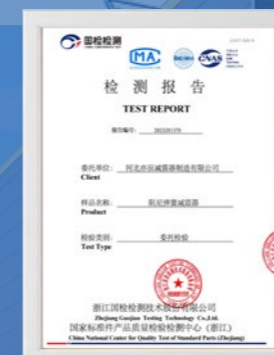 国检检测
MA
CNAS
检 测 报 告
TEST REPORT
委托单位： 河北亦辰减震器制造有限公司
Client
样品名称： 阻尼弹簧减震器
Product
检验类别： 委托检验
Test Type
浙江国检检测技术股份有限公司
Zhejiang Guojian Testing Technology Co.,Ltd.
国家标准件产品质量检验检测中心（浙江）
China National Center for Quality Test of Standard Parts (Zhejiang)